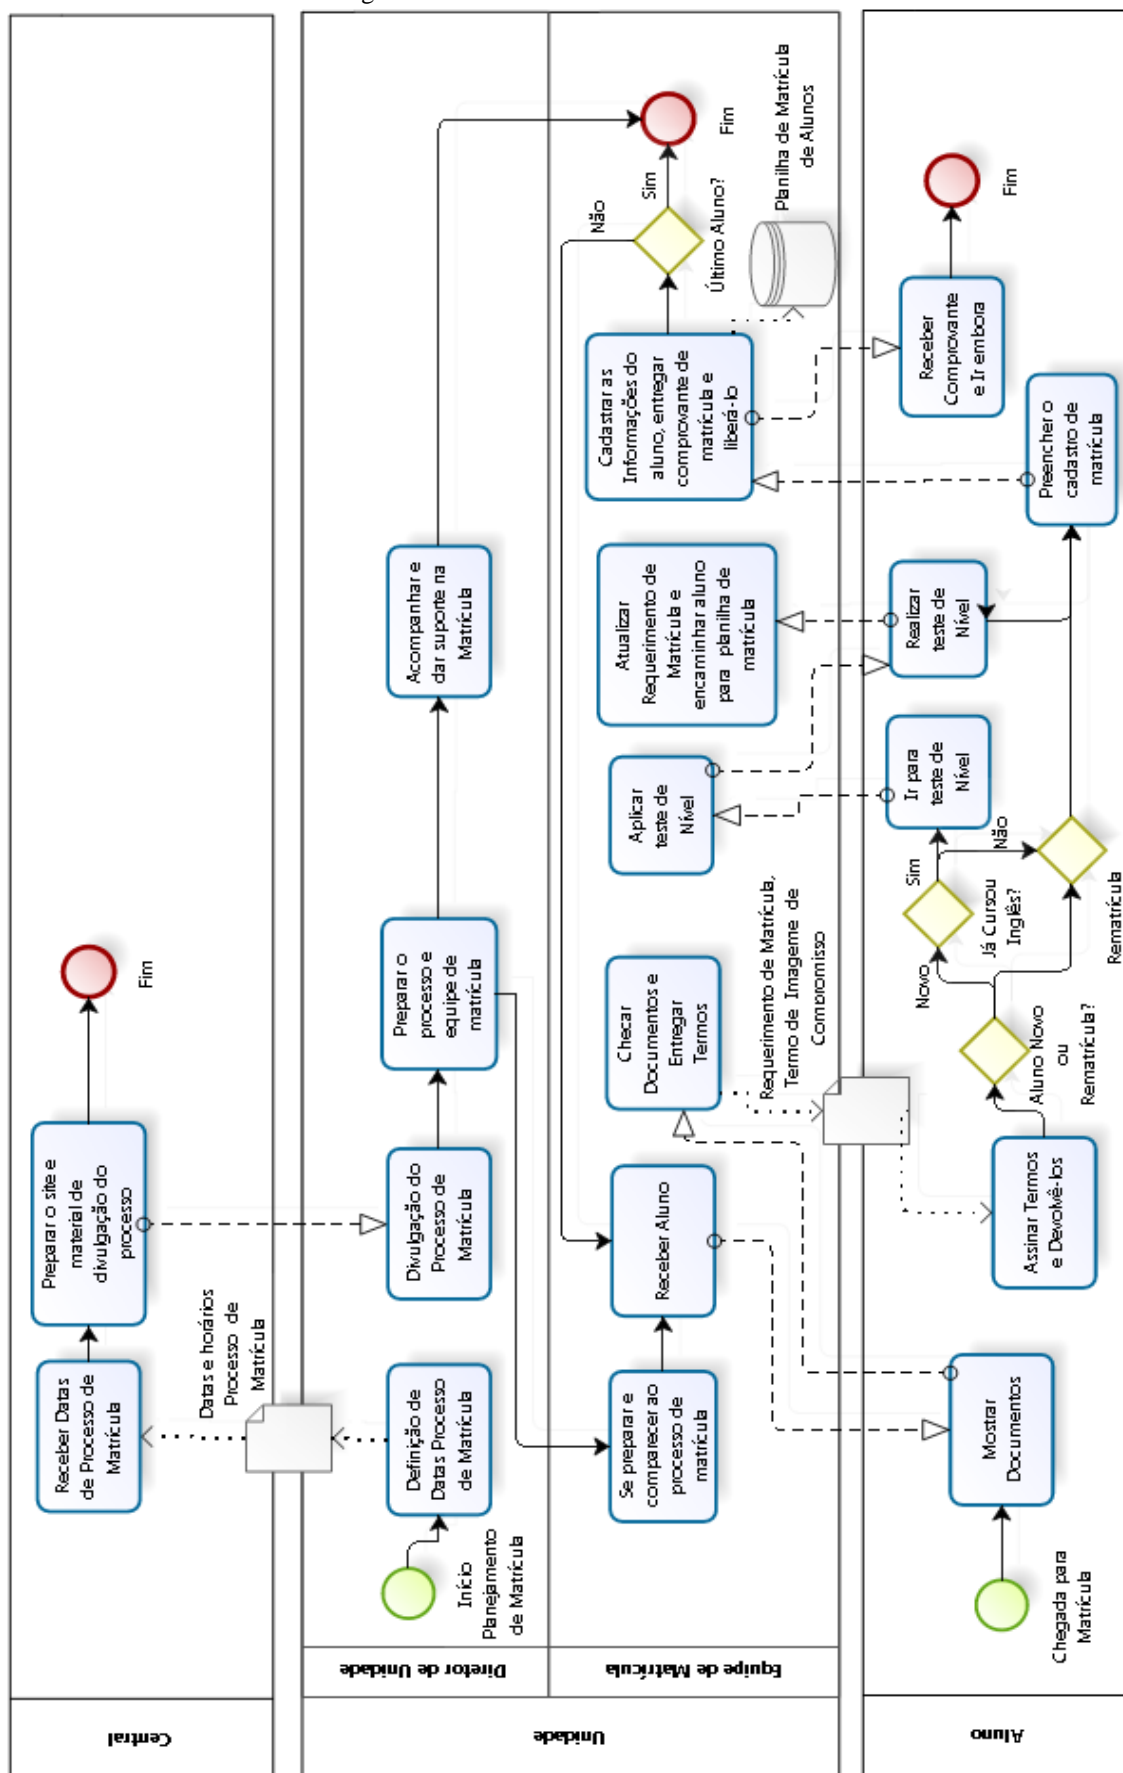 Central
Receber Datas
de Processo de
Matrícula
Preparar o site e
material de
divulgação do
processo
Fim
Datas e horários
Processo de
Matrícula
Unidade
Diretor de Unidade
Início
Planejamento
de Matrícula
Definição de
Datas Processo
de Matrícula
Divulgação do
Processo de
Matrícula
Preparar o
processo e
equipe de
matrícula
Acompanhar e
dar suporte na
Matrícula
Equipe de Matrícula
Se preparar e
comparecer ao
processo de
matrícula
Receber Aluno
Checar
Documentos e
Entregar
Termos
Requerimento de Matrícula,
Termo de Imageme de
Compromisso
Aplicar
teste de
Nível
Atualizar
Requerimento de
Matrícula e
encaminhar aluno
para planilha de
matrícula
Cadastrar as
Informações do
aluno, entregar
comprovante de
matrícula e
liberá-lo
Último Aluno?
Não
Sim
Fim
Planilha de Matrícula
de Alunos
Aluno
Chegada para
Matrícula
Mostrar
Documentos
Assinar Termos
e Devolvê-los
Aluno Novo
ou
Rematrícula?
Novo
Já Cursou
Inglês?
Sim
Não
Rematrícula
Ir para
teste de
Nível
Realizar
teste de
Nível
Preencher o
cadastro de
matrícula
Receber
Comprovante
e Ir embora
Fim